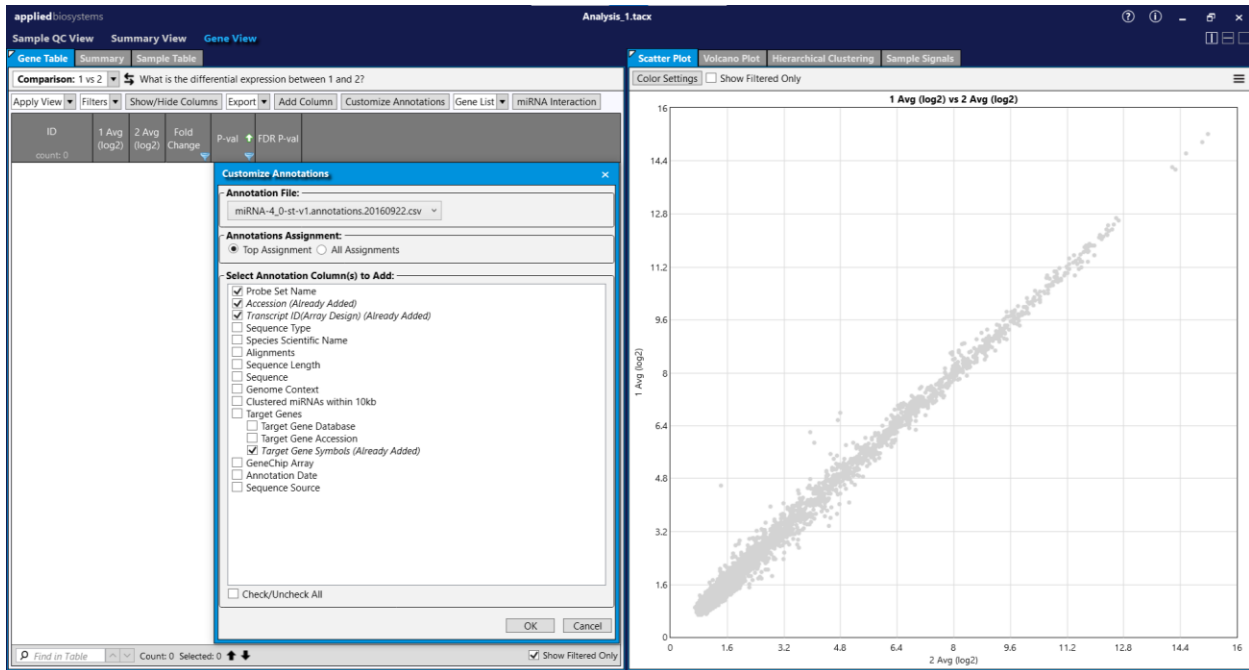 appliedbiosystems
Analysis_1.tacx
Sample QC View Summary View Gene View
Gene Table Summary Sample Table
Comparison: 1 vs 2 What is the differential expression between 1 and 2?
Apply View Filters Show/Hide Columns Export Add Column Customize Annotations Gene List miRNA Interaction
ID
count: 0
1 Avg
(log2)
2 Avg
(log2)
Fold
Change
P-val
FDR P-val
Customize Annotations
Annotation File:
miRNA-4_0-st-v1.annotations.20160922.csv
Annotations Assignment:
Top Assignment All Assignments
Select Annotation Column(s) to Add:
Probe Set Name
Accession (Already Added)
Transcript ID(Array Design) (Already Added)
Sequence Type
Species Scientific Name
Alignments
Sequence Length
Sequence
Genome Context
Clustered miRNAs within 10kb
Target Genes
Target Gene Database
Target Gene Accession
Target Gene Symbols (Already Added)
GeneChip Array
Annotation Date
Sequence Source
Check/Uncheck All
OK Cancel
Find in Table Count: 0 Selected: 0 Show Filtered Only
Scatter Plot Volcano Plot Hierarchical Clustering Sample Signals
Color Settings Show Filtered Only
1 Avg (log2) vs 2 Avg (log2)
16
14.4
12.8
11.2
9.6
8
6.4
4.8
3.2
1.6
0
1 Avg (log2)
0 1.6 3.2 4.8 6.4 8 9.6 11.2 12.8 14.4 16
2 Avg (log2)